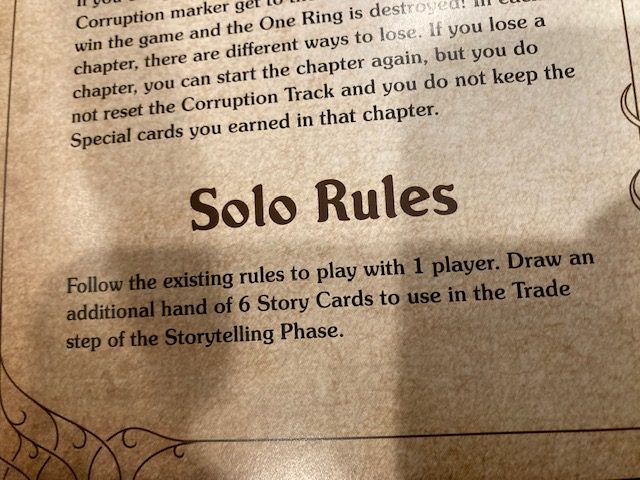 Corruption marker get to
win the game and the One Ring is destroyed! In each
chapter, there are different ways to lose. If you lose a
chapter, you can start the chapter again, but you do
not reset the Corruption Track and you do not keep the
Special cards you earned in that chapter.
Solo Rules
Follow the existing rules to play with 1 player. Draw an
additional hand of 6 Story Cards to use in the Trade
step of the Storytelling Phase.